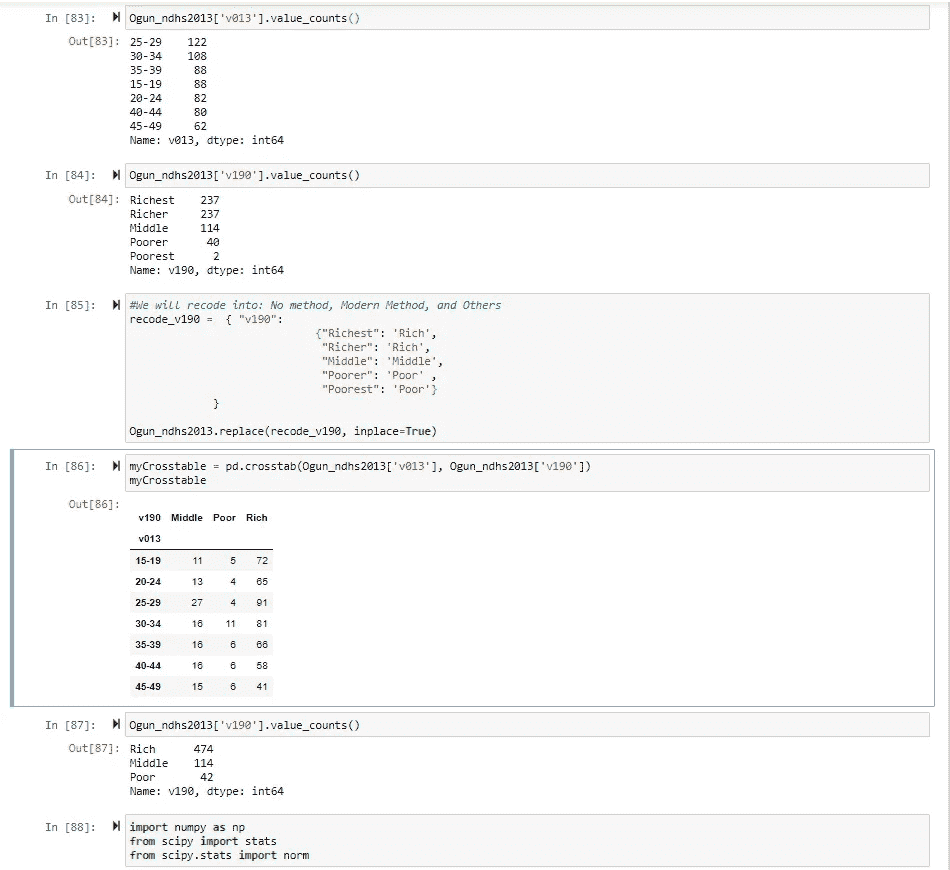 In [83]: Ogun_ndhs2013['v013'].value_counts()
Out[83]: 25-29 122
30-34 108
35-39 88
15-19 88
20-24 82
40-44 80
45-49 62
Name: v013, dtype: int64
In [84]: Ogun_ndhs2013['v190'].value_counts()
Out[84]: Richest 237
Richer 237
Middle 114
Poorer 40
Poorest 2
Name: v190, dtype: int64
In [85]: #We will recode into: No method, Modern Method, and Others
recode_v190 = { "v190":
{"Richest": 'Rich',
"Richer": 'Rich',
"Middle": 'Middle',
"Poorer": 'Poor' ,
"Poorest": 'Poor'}
}
Ogun_ndhs2013.replace(recode_v190, inplace=True)
In [86]: myCrosstable = pd.crosstab(Ogun_ndhs2013['v013'], Ogun_ndhs2013['v190'])
myCrosstable
Out[86]:
v190 Middle Poor Rich
v013
15-19 11 5 72
20-24 13 4 65
25-29 27 4 91
30-34 16 11 81
35-39 16 6 66
40-44 16 6 58
45-49 15 6 41
In [87]: Ogun_ndhs2013['v190'].value_counts()
Out[87]: Rich 474
Middle 114
Poor 42
Name: v190, dtype: int64
In [88]: import numpy as np
from scipy import stats
from scipy.stats import norm